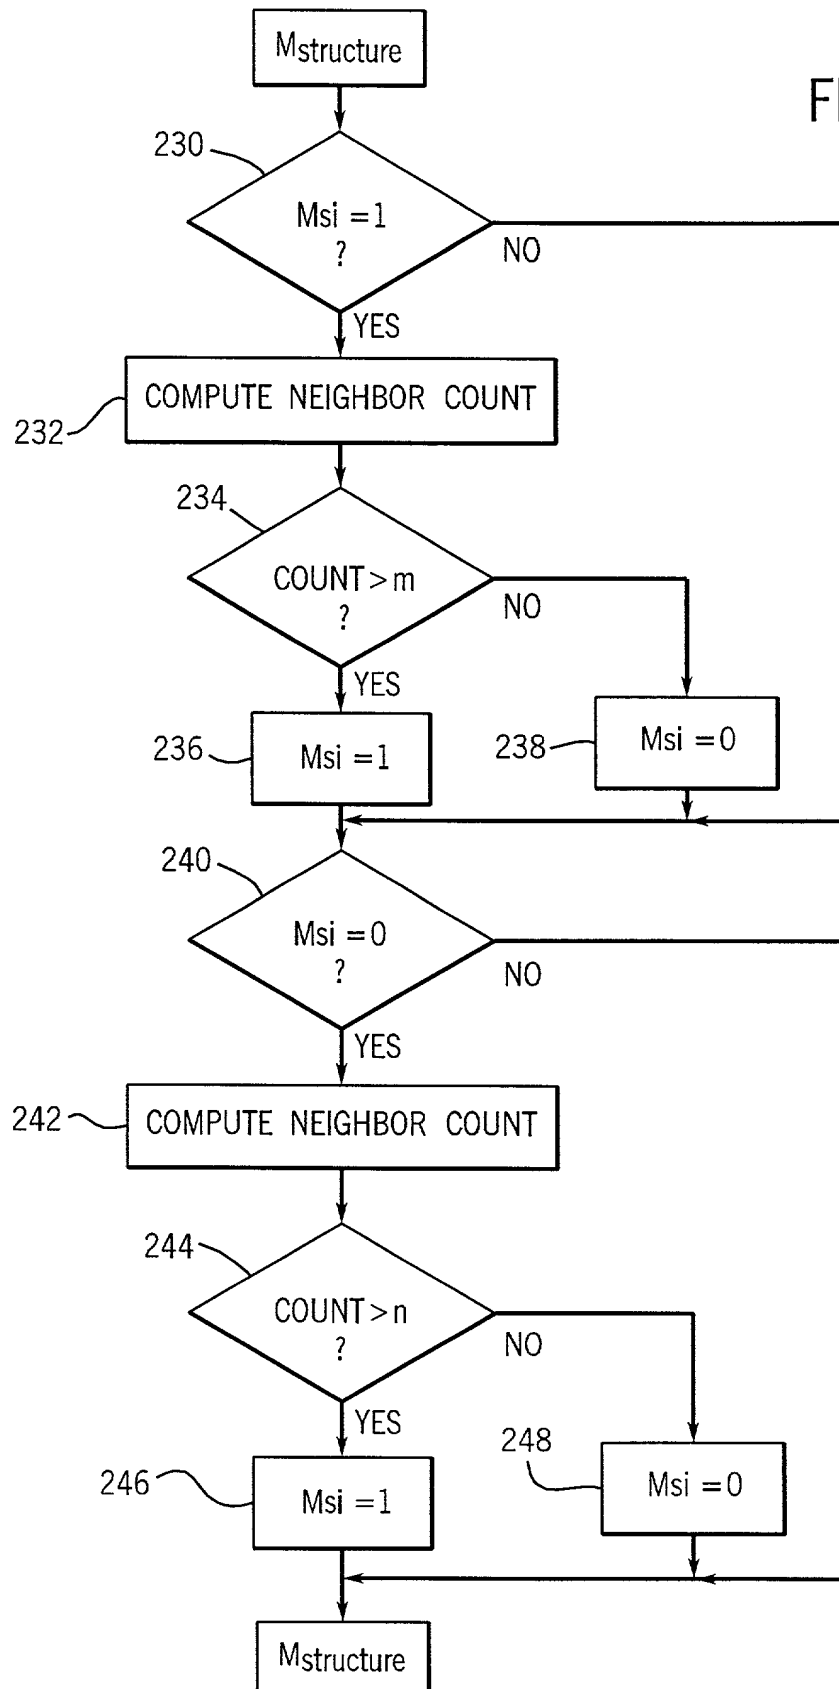 Mstructure
FI
230
Msi = 1
?
NO
YES
COMPUTE NEIGHBOR COUNT
232
234
COUNT > m
?
NO
YES
236
Msi = 1
238
Msi = 0
240
Msi = 0
?
NO
YES
242
COMPUTE NEIGHBOR COUNT
244
COUNT > n
?
NO
YES
246
Msi = 1
248
Msi = 0
Mstructure